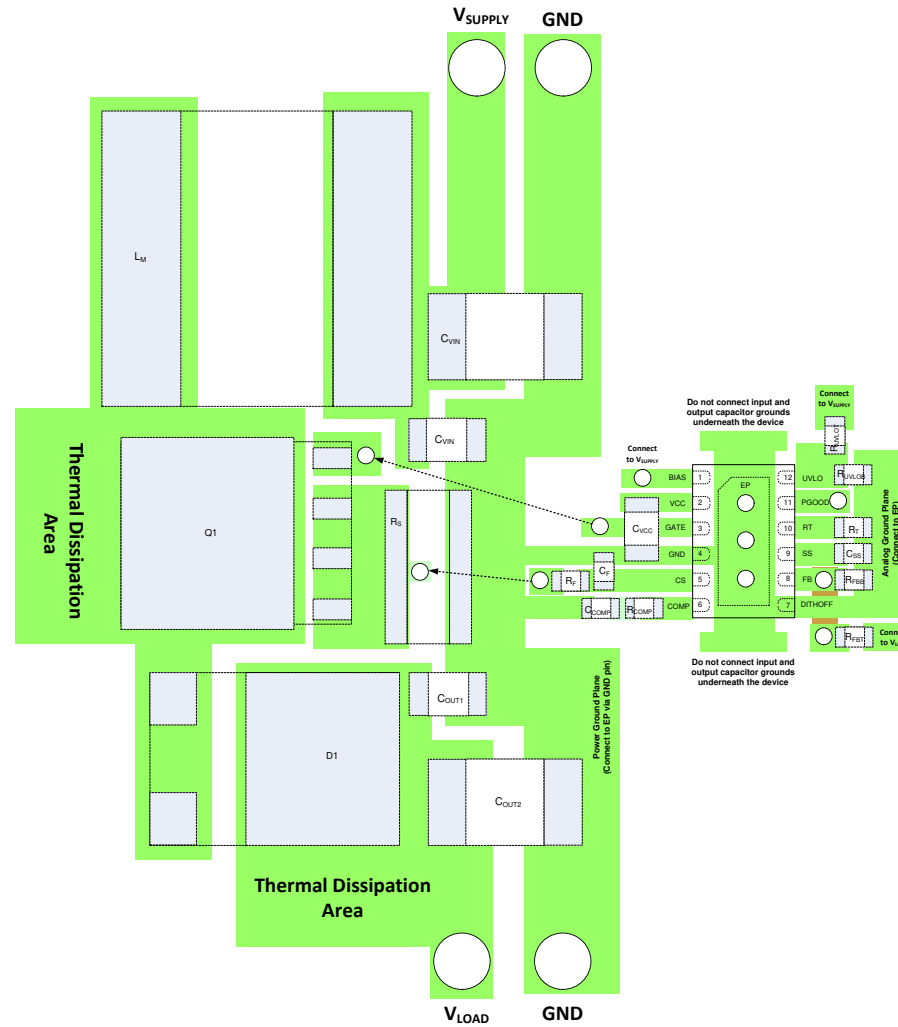 VSUPPLY
GND
LM
CVIN
CVIN
Thermal Dissipation
Area
Q1
RS
Do not connect input and
output capacitor grounds
underneath the device
Connect
to VSUPPLY
RUVLOT
Connect
to VSUPPLY
BIAS
1
EP
12
UVLO
RUVLOB
VCC
2
11
PGOOD
CVCC
GATE
3
10
RT
RT
GND
4
9
SS
CSS
RF
CF
CS
5
8
FB
RFBB
CCOMP
RCOMP
COMP
6
7
DITHOFF
RFBT
Connect
to VL
Analog Ground Plane
(Connect to EP)
Do not connect input and
output capacitor grounds
underneath the device
COUT1
D1
COUT2
Power Ground Plane
(Connect to EP via GND pin)
Thermal Dissipation
Area
VLOAD
GND